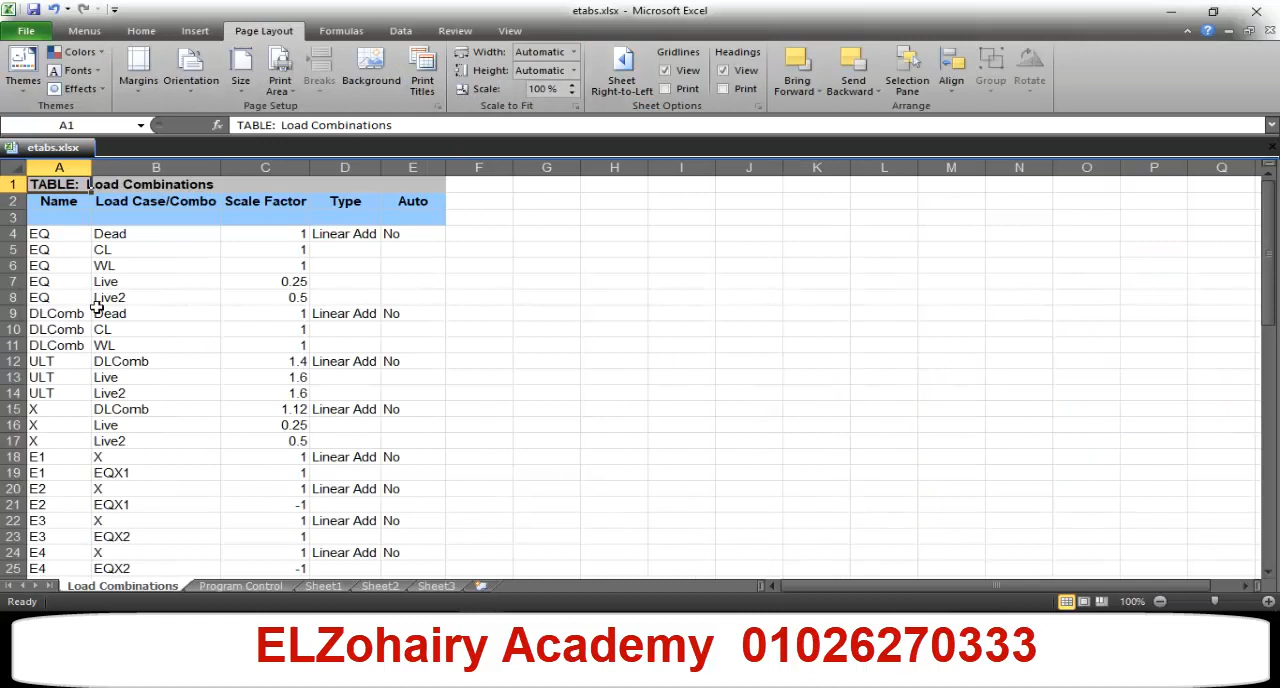 etabs.xlsx - Microsoft Excel
File Menus Home Insert Page Layout Formulas Data Review View
Themes Colors Fonts Effects Margins Orientation Size Print Area Breaks Background Print Titles Width: Automatic Height: Automatic Scale: 100 % Sheet Right-to-Left Gridlines View Print Headings View Print Bring Forward Send Backward Selection Pane Align Group Rotate
Themes Page Setup Scale to Fit Sheet Options Arrange
A1 fx TABLE: Load Combinations
etabs.xlsx
A B C D E F G H I J K L M N O P Q
1 TABLE: Load Combinations
2 Name Load Case/Combo Scale Factor Type Auto
3
4 EQ Dead 1 Linear Add No
5 EQ CL 1
6 EQ WL 1
7 EQ Live 0.25
8 EQ Live2 0.5
9 DLComb Dead 1 Linear Add No
10 DLComb CL 1
11 DLComb WL 1
12 ULT DLComb 1.4 Linear Add No
13 ULT Live 1.6
14 ULT Live2 1.6
15 X DLComb 1.12 Linear Add No
16 X Live 0.25
17 X Live2 0.5
18 E1 X 1 Linear Add No
19 E1 EQX1 1
20 E2 X 1 Linear Add No
21 E2 EQX1 -1
22 E3 X 1 Linear Add No
23 E3 EQX2 1
24 E4 X 1 Linear Add No
25 E4 EQX2 -1
Load Combinations Program Control Sheet1 Sheet2 Sheet3
Ready 100%
ELZohairy Academy 01026270333